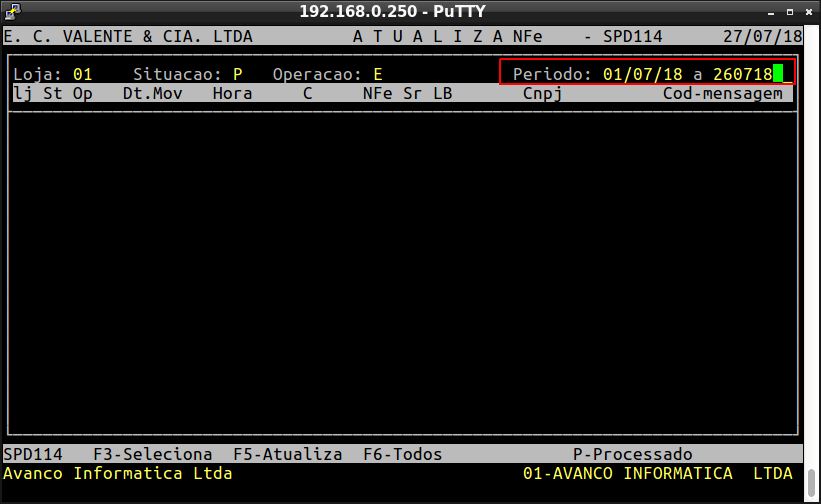 192.168.0.250 - PuTTY
E. C. VALENTE & CIA. LTDA A T U A L I Z A NFe - SPD114 27/07/18
Loja: 01 Situacao: P Operacao: E Periodo: 01/07/18 a 260718_
lj St Op Dt.Mov Hora C NFe Sr LB Cnpj Cod-mensagem
SPD114 F3-Seleciona F5-Atualiza F6-Todos P-Processado
Avanco Informatica Ltda 01-AVANCO INFORMATICA LTDA